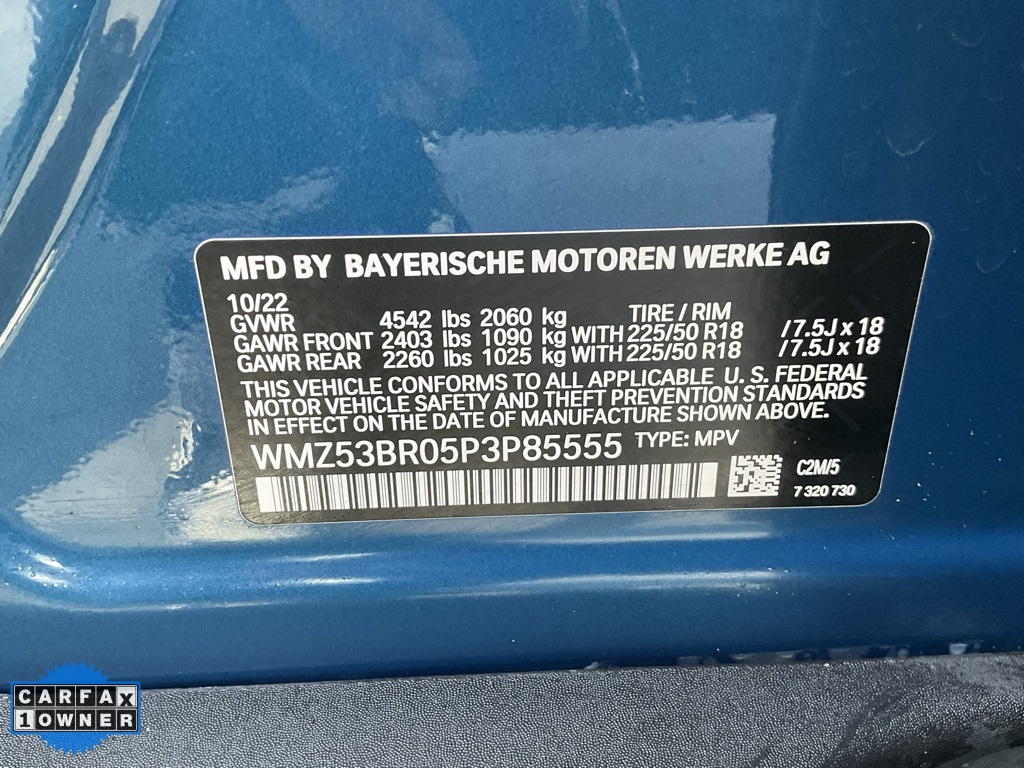 MFD BY BAYERISCHE MOTOREN WERKE AG
10/22 TIRE / RIM
GVWR 4542 lbs 2060 kg
GAWR FRONT 2403 lbs 1090 kg WITH 225/50 R18 / 7.5J x 18
GAWR REAR 2260 lbs 1025 kg WITH 225/50 R18 / 7.5J x 18
THIS VEHICLE CONFORMS TO ALL APPLICABLE U. S. FEDERAL
MOTOR VEHICLE SAFETY AND THEFT PREVENTION STANDARDS
IN EFFECT ON THE DATE OF MANUFACTURE SHOWN ABOVE.
WMZ53BR05P3P85555 TYPE: MPV
C2M/5
7 320 730
CARFAX
1 OWNER